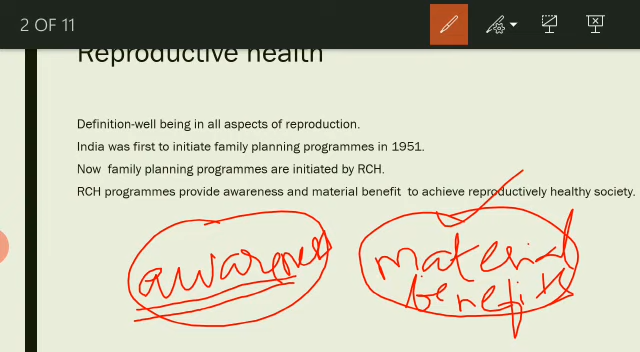 2 OF 11
Reproductive health
Definition-well being in all aspects of reproduction.
India was first to initiate family planning programmes in 1951.
Now family planning programmes are initiated by RCH.
RCH programmes provide awareness and material benefit to achieve reproductively healthy society.
awareness
material
benefits